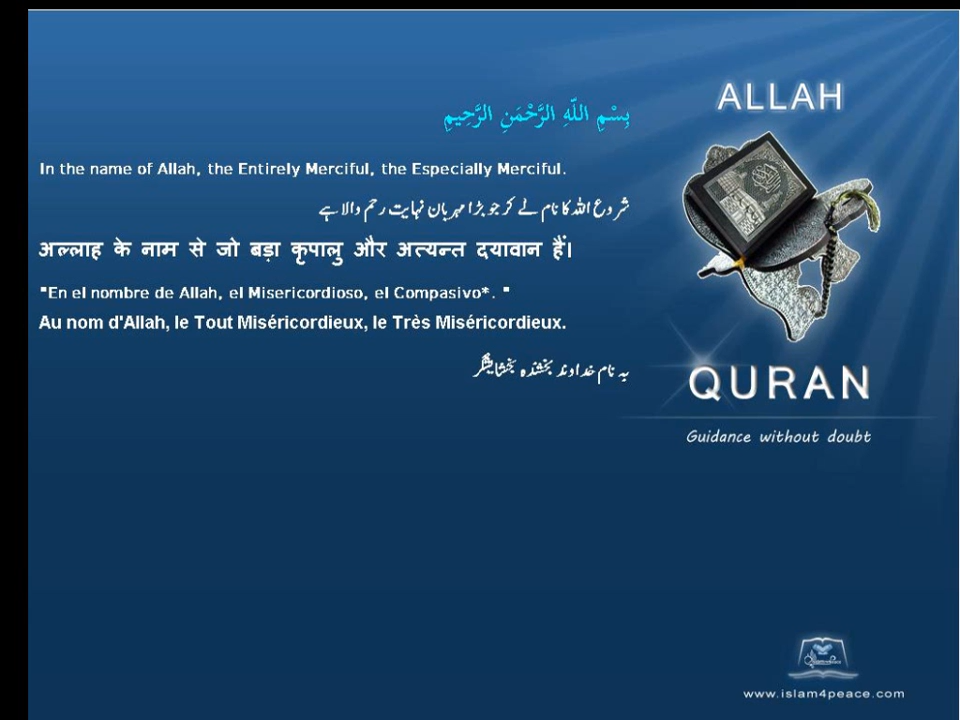 بِسْمِ اللَّهِ الرَّحْمَنِ الرَّحِيمِ
In the name of Allah, the Entirely Merciful, the Especially Merciful.
شروع الله کا نام لے کر جو بڑا مہربان نہایت رحم والا ہے
अल्लाह के नाम से जो बड़ा कृपालु और अत्यन्त दयावान हैं।
"En el nombre de Allah, el Misericordioso, el Compasivo*. "
Au nom d'Allah, le Tout Miséricordieux, le Très Miséricordieux.
به نام خداوند بخشنده بخشایشگر
ALLAH
QURAN
Guidance without doubt
www.islam4peace.com